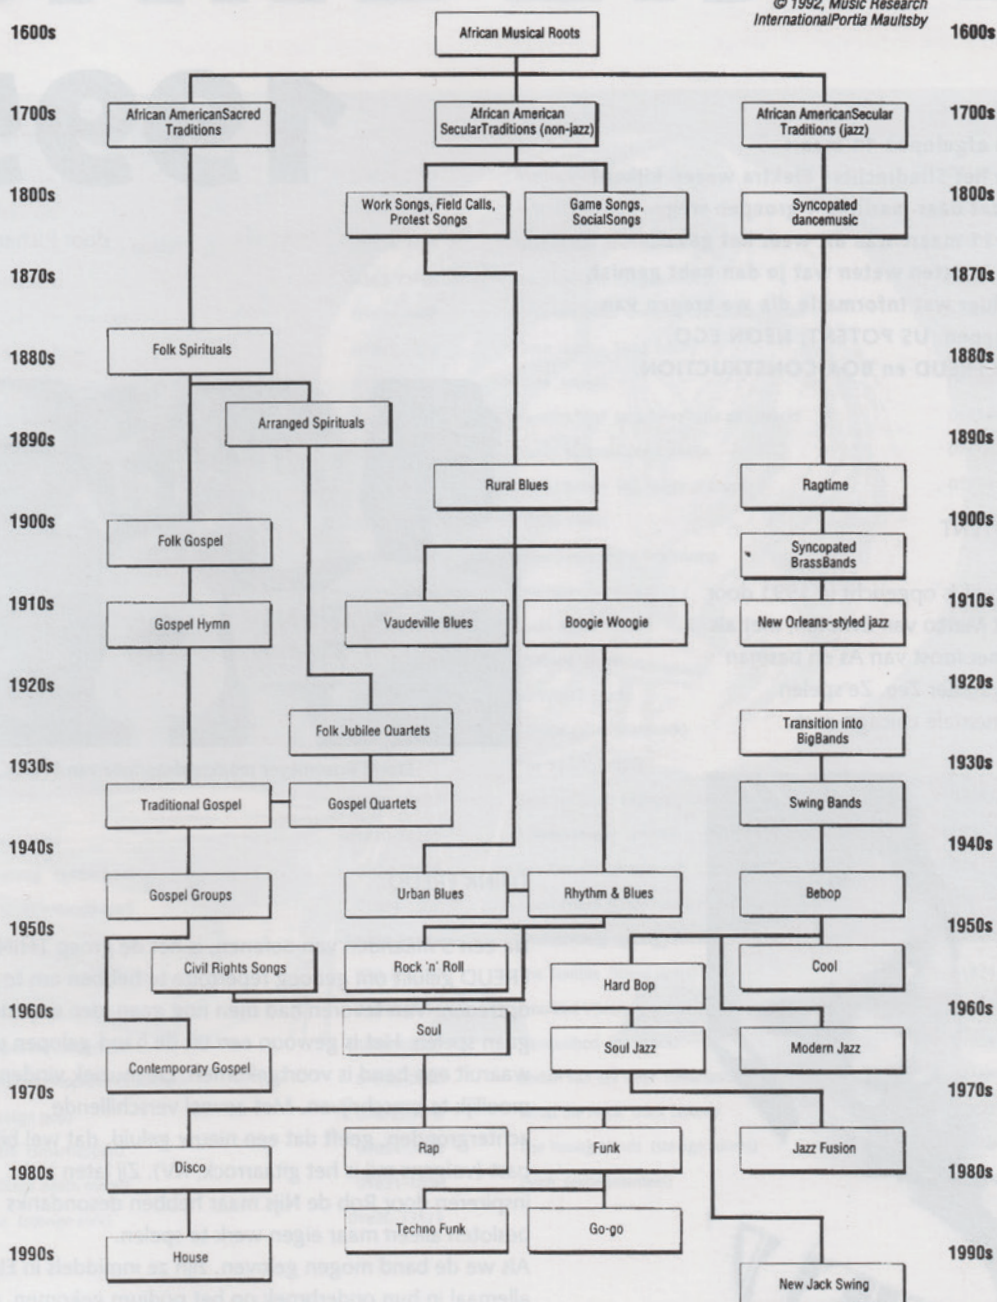 © 1992, Music Research
InternationalPortia Maultsby
1600s
African Musical Roots
1600s
1700s
African AmericanSacred
Traditions
African American
SecularTraditions (non-jazz)
African AmericanSecular
Traditions (jazz)
1700s
1800s
Work Songs, Field Calls,
Protest Songs
Game Songs,
SocialSongs
Syncopated
dancemusic
1800s
1870s
1870s
Folk Spirituals
1880s
1880s
Arranged Spirituals
1890s
1890s
Rural Blues
Ragtime
1900s
1900s
Folk Gospel
Syncopated
BrassBands
1910s
Gospel Hymn
Vaudeville Blues
Boogie Woogie
New Orleans-styled jazz
1910s
1920s
1920s
Folk Jubilee Quartets
Transition into
BigBands
1930s
1930s
Traditional Gospel
Gospel Quartets
Swing Bands
1940s
1940s
Gospel Groups
Urban Blues
Rhythm & Blues
Bebop
1950s
1950s
Civil Rights Songs
Rock 'n' Roll
Hard Bop
Cool
1960s
1960s
Soul
Soul Jazz
Modern Jazz
Contemporary Gospel
1970s
1970s
Disco
Rap
Funk
Jazz Fusion
1980s
1980s
Techno Funk
Go-go
1990s
House
1990s
New Jack Swing